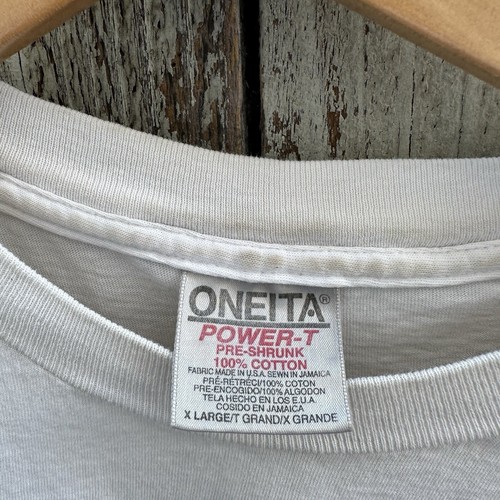 ONEITA®
POWER-T
PRE-SHRUNK
100% COTTON
FABRIC MADE IN U.S.A. SEWN IN JAMAICA
PRÉ-RÉTRÉCI/100% COTON
PRE-ENCOGIDO/100% ALGODON
TELA HECHO EN LOS E.U.A.
COSIDO EN JAMAICA
X LARGE/T GRAND/X GRANDE